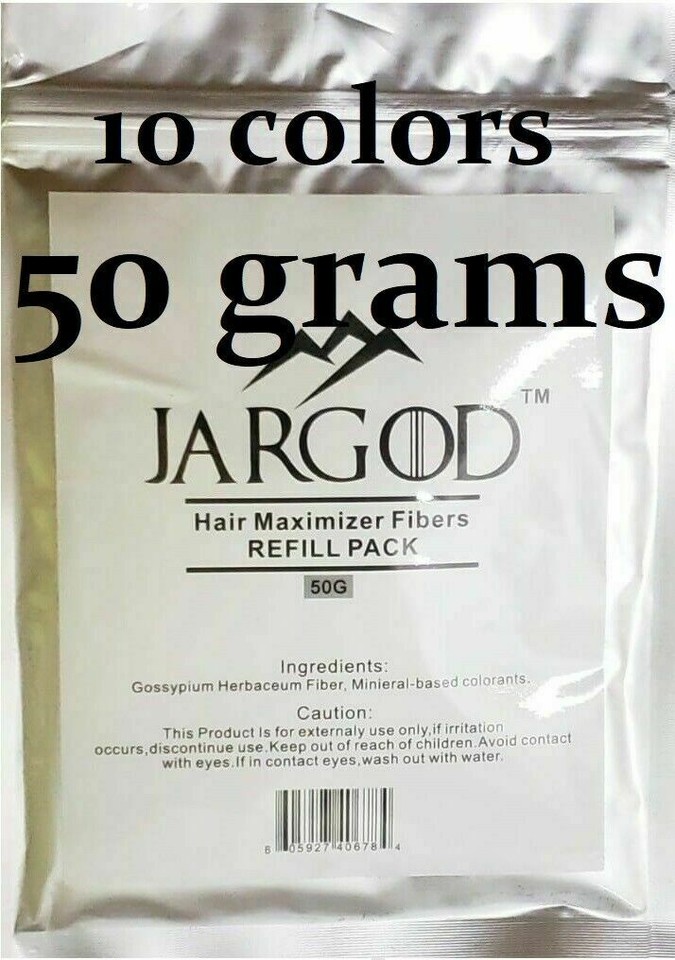 10 colors
50 grams
JARGOD™
Hair Maximizer Fibers
REFILL PACK
50G
Ingredients:
Gossypium Herbaceum Fiber, Minieral-based colorants.
Caution:
This Product Is for externaly use only,if irritation
occurs,discontinue use.Keep out of reach of children.Avoid contact
with eyes.If in contact eyes,wash out with water.
6 05927 40678 4